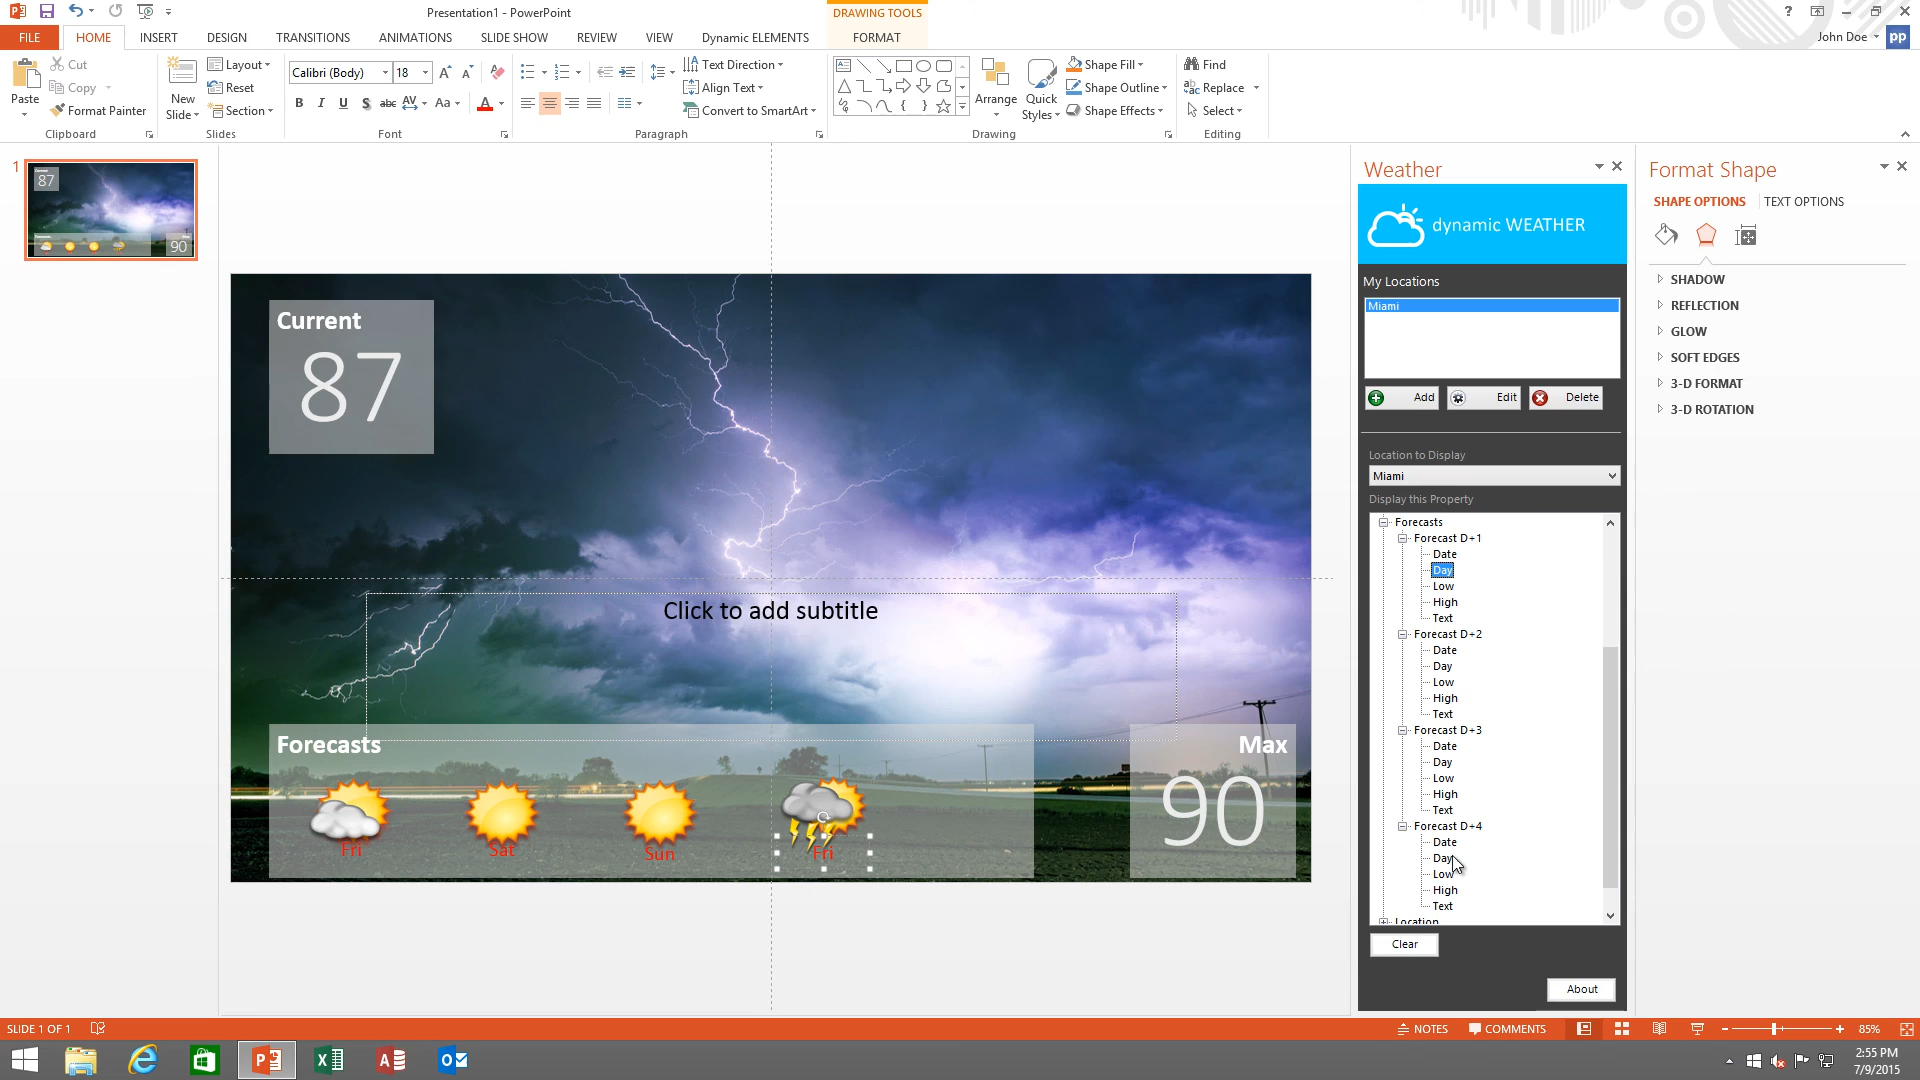 Presentation1 - PowerPoint
DRAWING TOOLS
?
FILE
HOME
INSERT
DESIGN
TRANSITIONS
ANIMATIONS
SLIDE SHOW
REVIEW
VIEW
Dynamic ELEMENTS
FORMAT
John Doe
pp
Paste
Cut
Copy
Format Painter
Clipboard
New
Slide
Layout
Reset
Section
Slides
Calibri (Body)
18
B I U S abc AV Aa A
Font
Text Direction
Align Text
Convert to SmartArt
Paragraph
Arrange
Quick
Styles
Shape Fill
Shape Outline
Shape Effects
Drawing
Find
Replace
Select
Editing
1
87
90
Current
87
Click to add subtitle
Forecasts
Fri
Sat
Sun
Fri
Max
90
Weather
dynamic WEATHER
My Locations
Miami
Add
Edit
Delete
Location to Display
Miami
Display this Property
Forecasts
Forecast D+1
Date
Day
Low
High
Text
Forecast D+2
Date
Day
Low
High
Text
Forecast D+3
Date
Day
Low
High
Text
Forecast D+4
Date
Day
Low
High
Text
Location
Clear
About
Format Shape
SHAPE OPTIONS
TEXT OPTIONS
SHADOW
REFLECTION
GLOW
SOFT EDGES
3-D FORMAT
3-D ROTATION
SLIDE 1 OF 1
NOTES
COMMENTS
85%
2:55 PM
7/9/2015